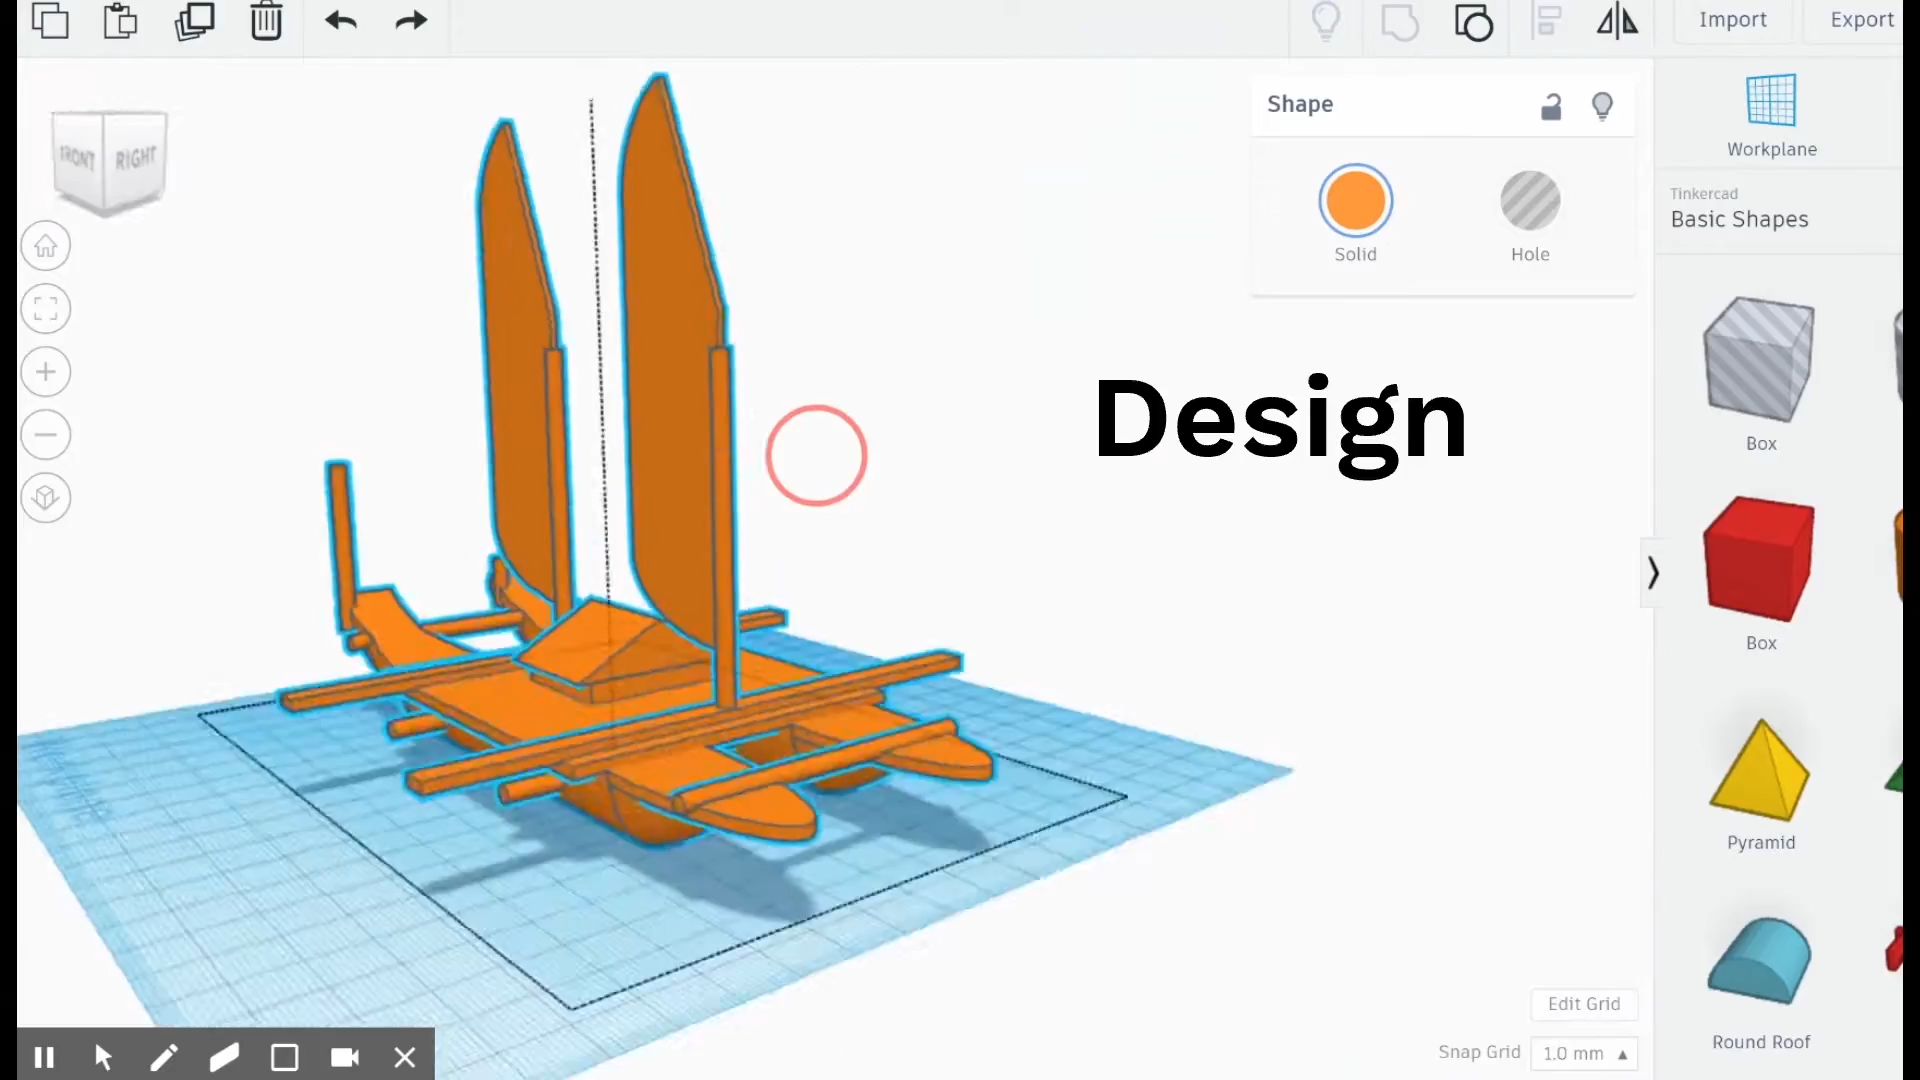 Import
Export
FRONT
RIGHT
Shape
Workplane
Solid
Hole
Tinkercad
Basic Shapes
Design
Box
Box
Pyramid
Round Roof
Edit Grid
Snap Grid
1.0 mm